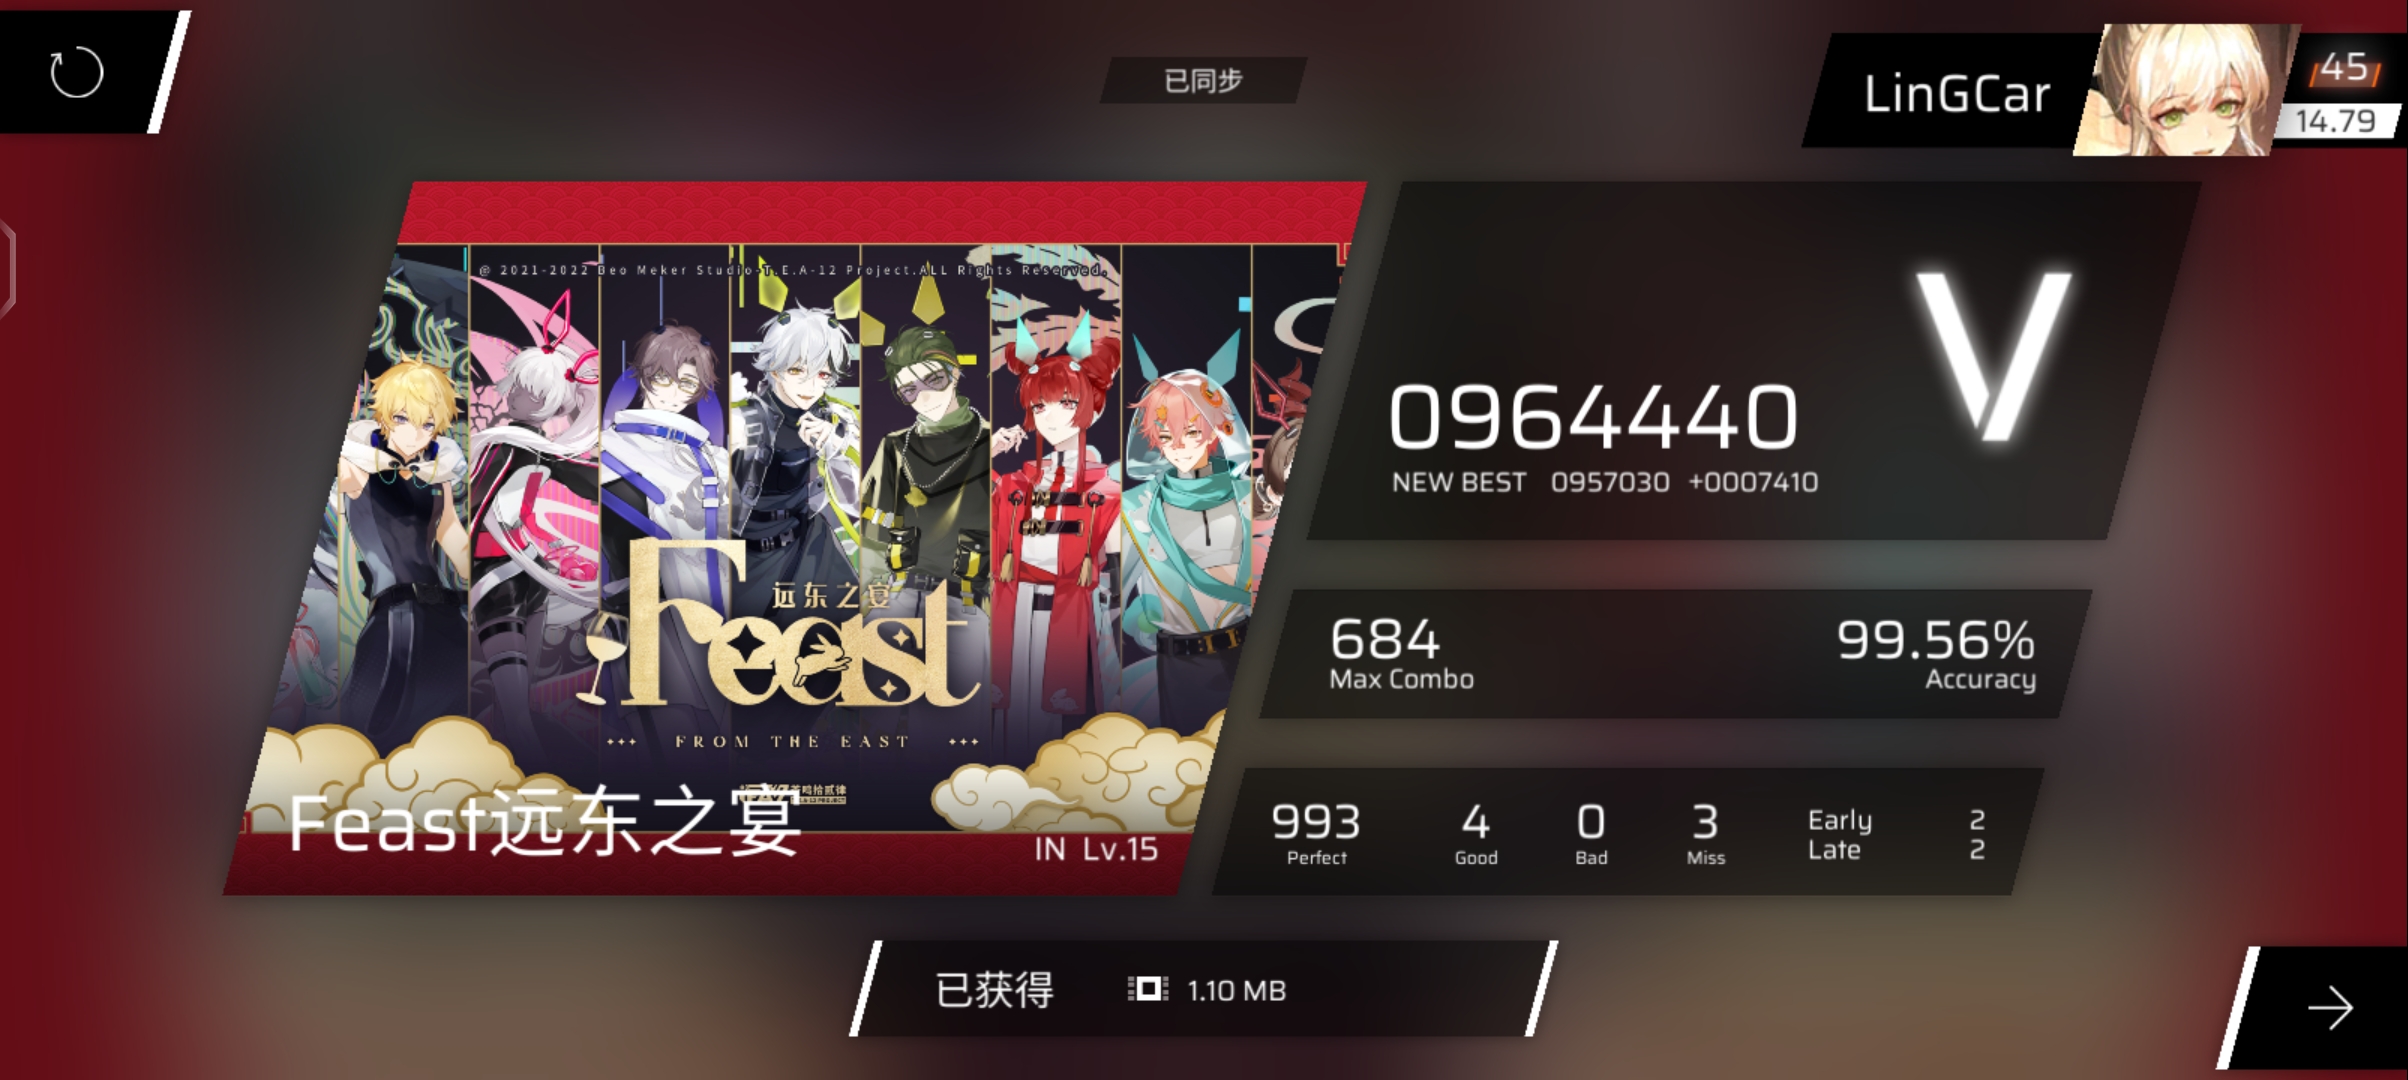 已同步
LinGCar
45
14.79
@ 2021-2022 Beo Meker Studio-T.E.A-12 Project.ALL Rights Reserved.
远东之宴
Feast
FROM THE EAST
Feast远东之宴
IN Lv.15
V
0964440
NEW BEST 0957030 +0007410
684 99.56%
Max Combo Accuracy
993 4 0 3 Early 2
Perfect Good Bad Miss Late 2
已获得 1.10 MB